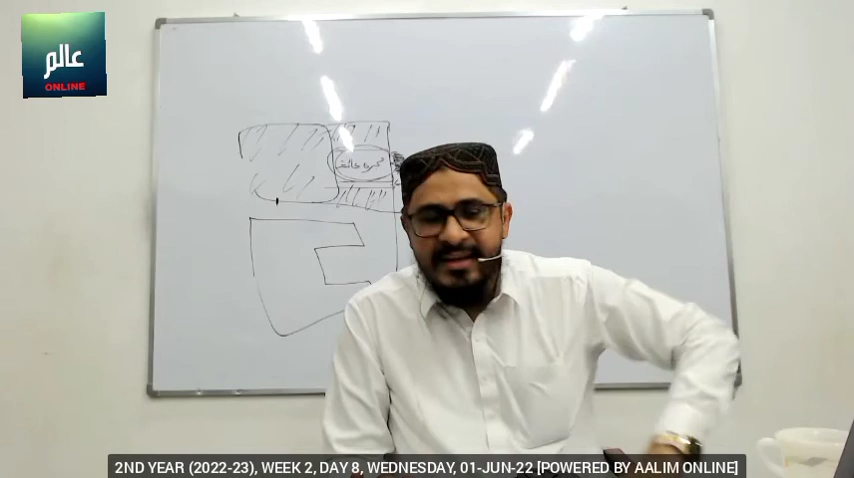 عالم
ONLINE
2ND YEAR (2022-23), WEEK 2, DAY 8, WEDNESDAY, 01-JUN-22 [POWERED BY AALIM ONLINE]